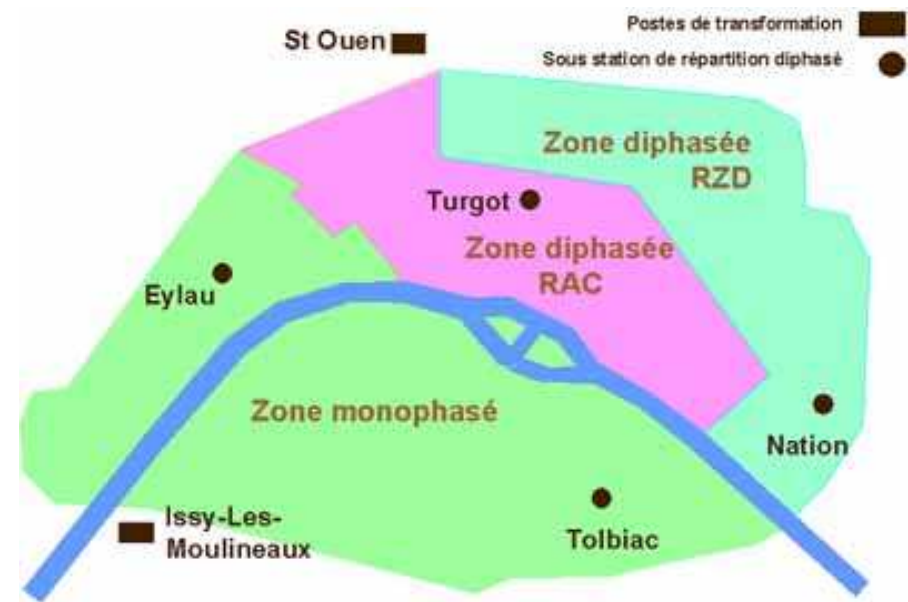 St Ouen
Postes de transformation
Sous station de répartition diphasé
Zone diphasée
RZD
Turgot
Zone diphasée
RAC
Eylau
Zone monophasé
Nation
Issy-Les-
Moulineaux
Tolbiac